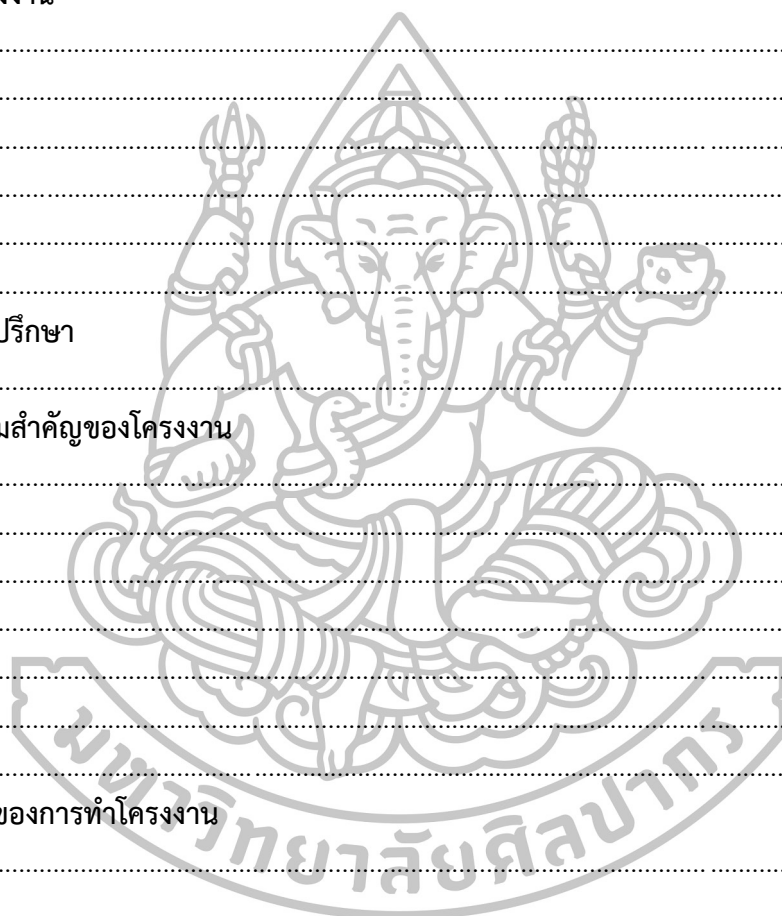 งงาน
ปรึกษา
มสำคัญของโครงงาน
ของการทำโครงงาน
มหาวิทยาลัยศิลปากร